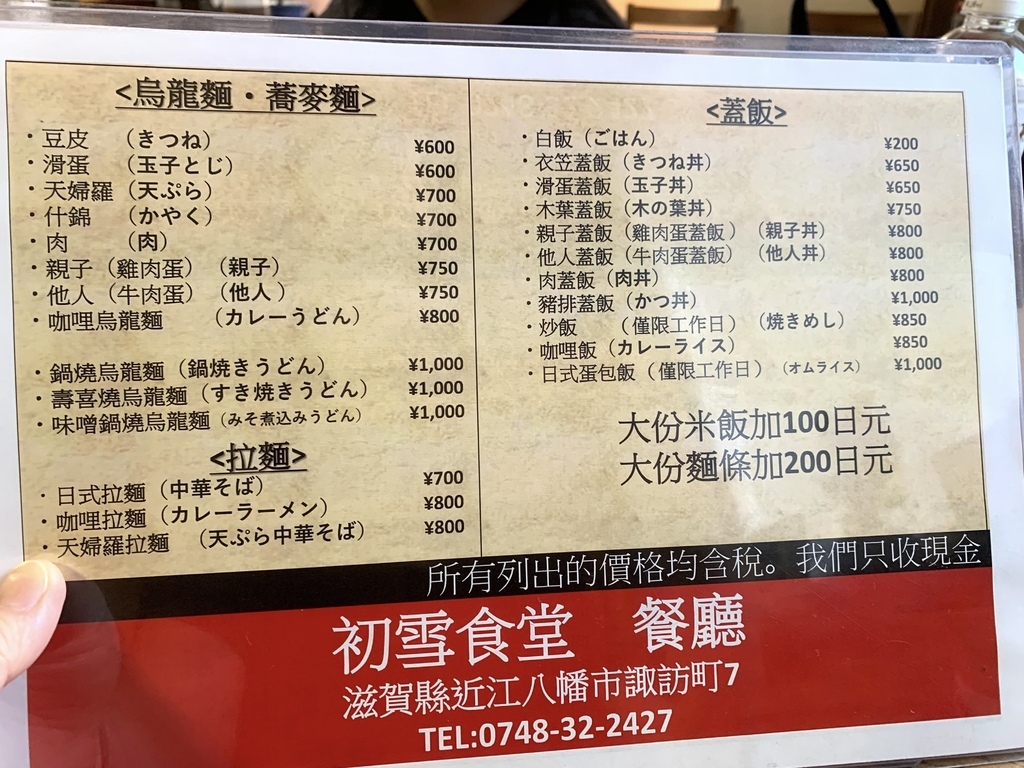 <烏龍麵・蕎麥麵>
・豆皮 （きつね） ¥600
・滑蛋 （玉子とじ） ¥600
・天婦羅（天ぷら） ¥700
・什錦 （かやく） ¥700
・肉 （肉） ¥700
・親子（雞肉蛋）（親子） ¥750
・他人（牛肉蛋）（他人 ） ¥750
・咖哩烏龍麵 （カレーうどん） ¥800
・鍋燒烏龍麵（鍋焼きうどん） ¥1,000
・壽喜燒烏龍麵（すき焼きうどん） ¥1,000
・味噌鍋燒烏龍麵（みそ煮込みうどん） ¥1,000
<拉麵>
・日式拉麵（中華そば） ¥700
・咖哩拉麵（カレーラーメン） ¥800
・天婦羅拉麵 （天ぷら中華そば） ¥800
<蓋飯>
・白飯（ごはん） ¥200
・衣笠蓋飯（きつね丼） ¥650
・滑蛋蓋飯（玉子丼） ¥650
・木葉蓋飯（木の葉丼） ¥750
・親子蓋飯（雞肉蛋蓋飯 ）（親子丼） ¥800
・他人蓋飯（牛肉蛋蓋飯）（他人丼） ¥800
・肉蓋飯（肉丼） ¥800
・豬排蓋飯（かつ丼） ¥1,000
・炒飯 （僅限工作日）（焼きめし） ¥850
・咖哩飯（カレーライス） ¥850
・日式蛋包飯（僅限工作日）（オムライス） ¥1,000
大份米飯加100日元
大份麵條加200日元
所有列出的價格均含稅。我們只收現金
初雪食堂 餐廳
滋賀縣近江八幡市諏訪町7
TEL:0748-32-2427